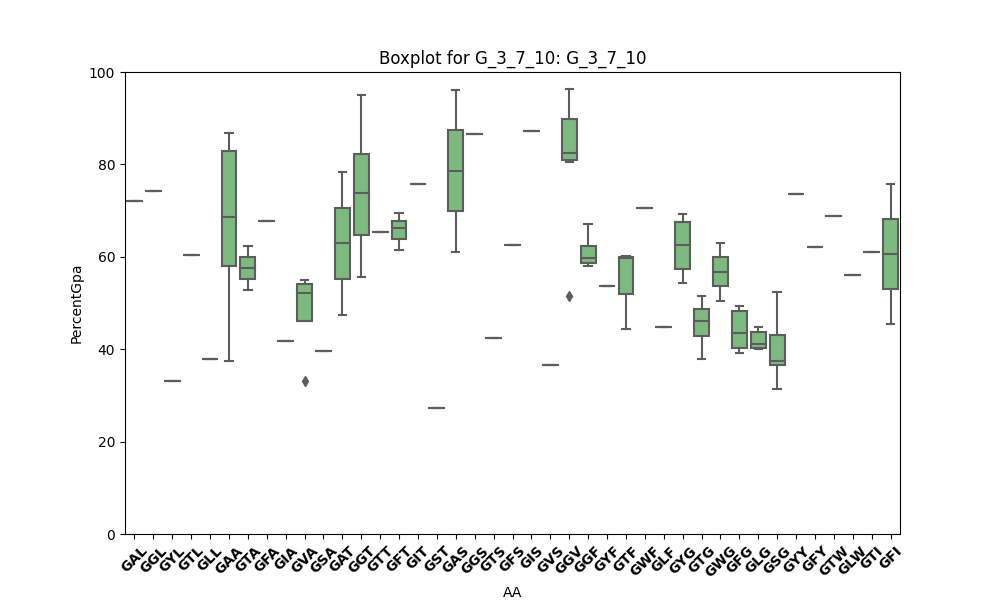 Boxplot for G_3_7_10: G_3_7_10
100
80
60
40
20
0
PercentGpa
GAL GGL GYL GTL GLL GAA GTA GFA GIA GVA GSA GAT GGT GTT GFT GIT GST GAS GGS GTS GFS GIS GVS GGV GGF GYF GTF GWF GLF GYG GTG GWG GFG GLG GSG GYY GFY GTW GLW GTI GFI
AA